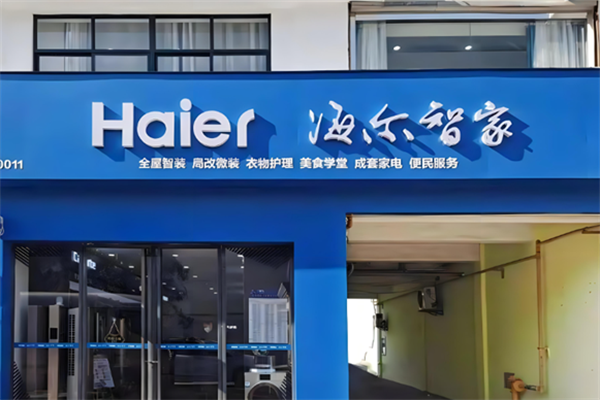 Haier 海尔智家
0011
全屋智装 局改微装 衣物护理 美食学堂 成套家电 便民服务